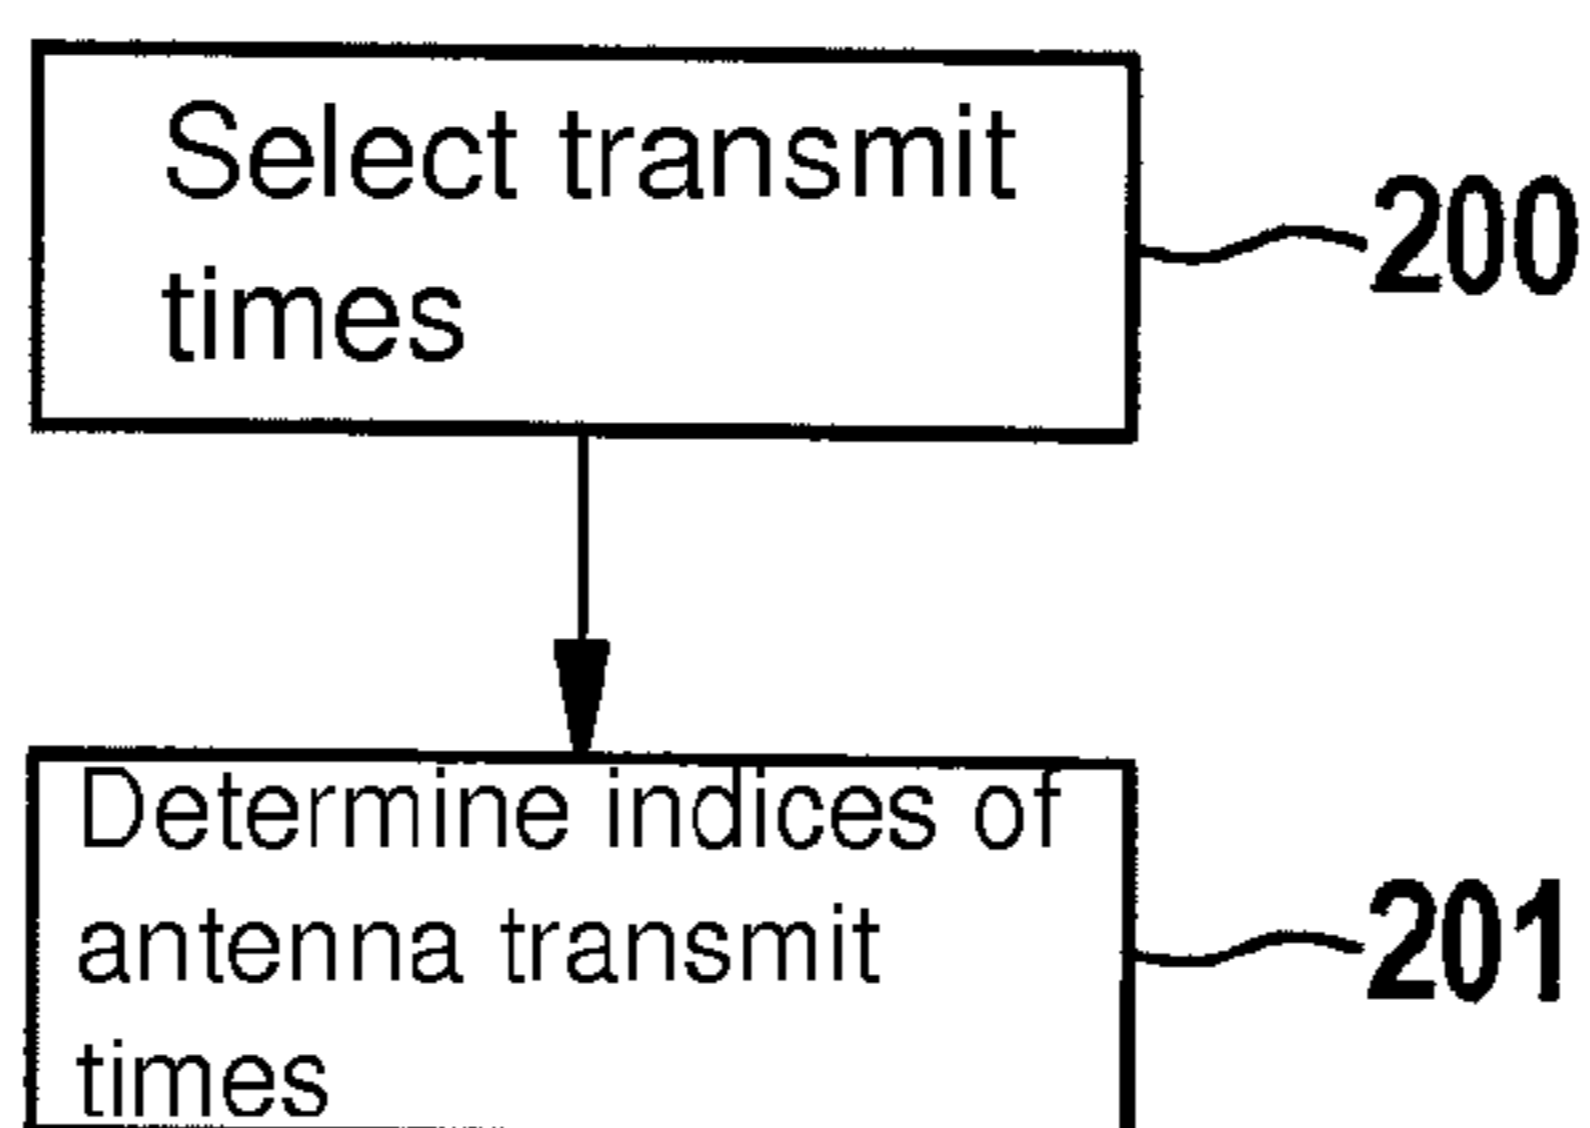 Select transmit
times
200
Determine indices of
antenna transmit
times
201